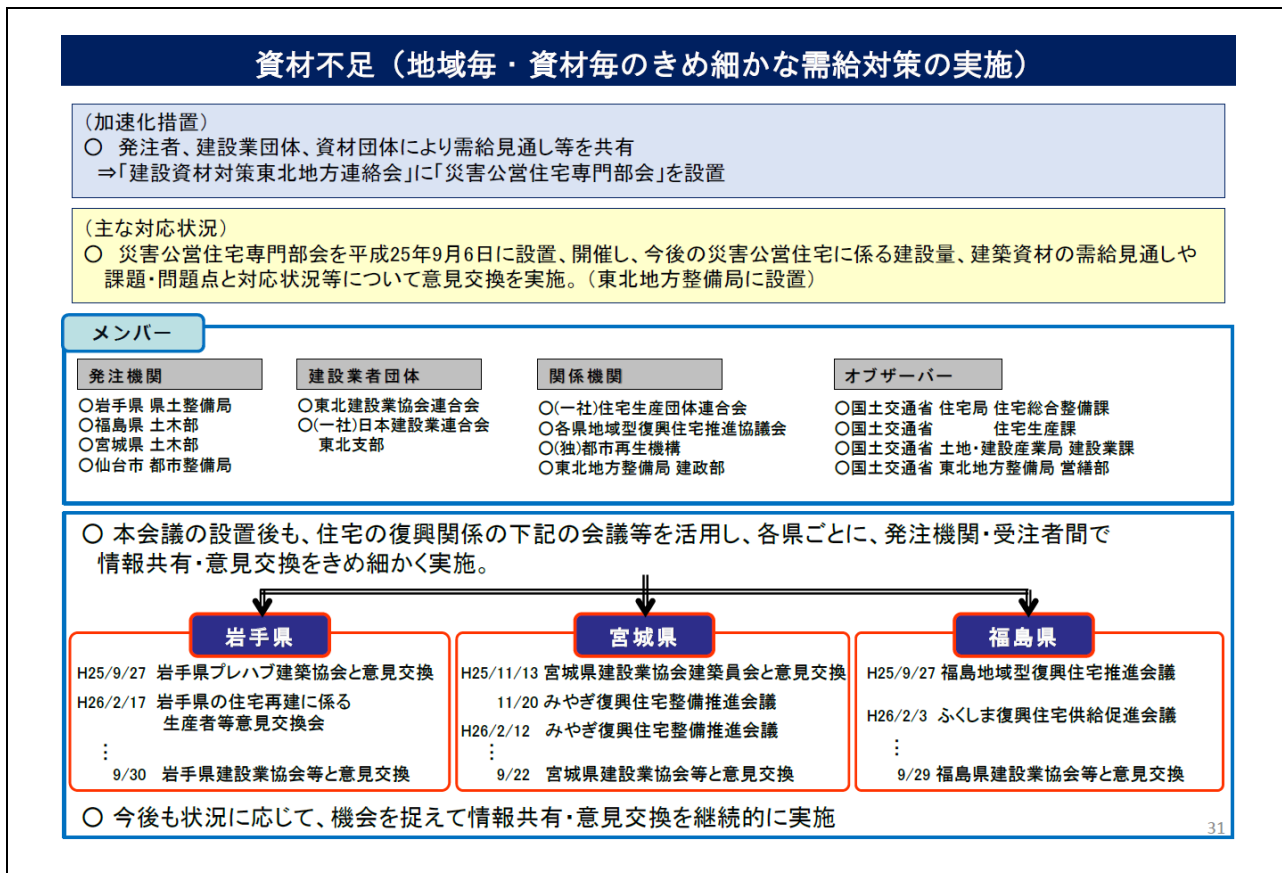 資材不足（地域毎・資材毎のきめ細かな需給対策の実施）
（加速化措置）
○ 発注者、建設業団体、資材団体により需給見通し等を共有
⇒「建設資材対策東北地方連絡会」に「災害公営住宅専門部会」を設置
（主な対応状況）
○ 災害公営住宅専門部会を平成25年9月6日に設置、開催し、今後の災害公営住宅に係る建設量、建築資材の需給見通しや
課題・問題点と対応状況等について意見交換を実施。（東北地方整備局に設置）
メンバー
発注機関
○岩手県 県土整備局
○福島県 土木部
○宮城県 土木部
○仙台市 都市整備局
建設業者団体
○東北建設業協会連合会
○(一社)日本建設業連合会
東北支部
関係機関
○(一社)住宅生産団体連合会
○各県地域型復興住宅推進協議会
○(独)都市再生機構
○東北地方整備局 建政部
オブザーバー
○国土交通省 住宅局 住宅総合整備課
○国土交通省 住宅生産課
○国土交通省 土地・建設産業局 建設業課
○国土交通省 東北地方整備局 営繕部
○ 本会議の設置後も、住宅の復興関係の下記の会議等を活用し、各県ごとに、発注機関・受注者間で
情報共有・意見交換をきめ細かく実施。
岩手県
H25/9/27 岩手県プレハブ建築協会と意見交換
H26/2/17 岩手県の住宅再建に係る
生産者等意見交換会
⋮
9/30 岩手県建設業協会等と意見交換
宮城県
H25/11/13 宮城県建設業協会建築員会と意見交換
11/20 みやぎ復興住宅整備推進会議
H26/2/12 みやぎ復興住宅整備推進会議
⋮
9/22 宮城県建設業協会等と意見交換
福島県
H25/9/27 福島地域型復興住宅推進会議
H26/2/3 ふくしま復興住宅供給促進会議
⋮
9/29 福島県建設業協会等と意見交換
○ 今後も状況に応じて、機会を捉えて情報共有・意見交換を継続的に実施
31